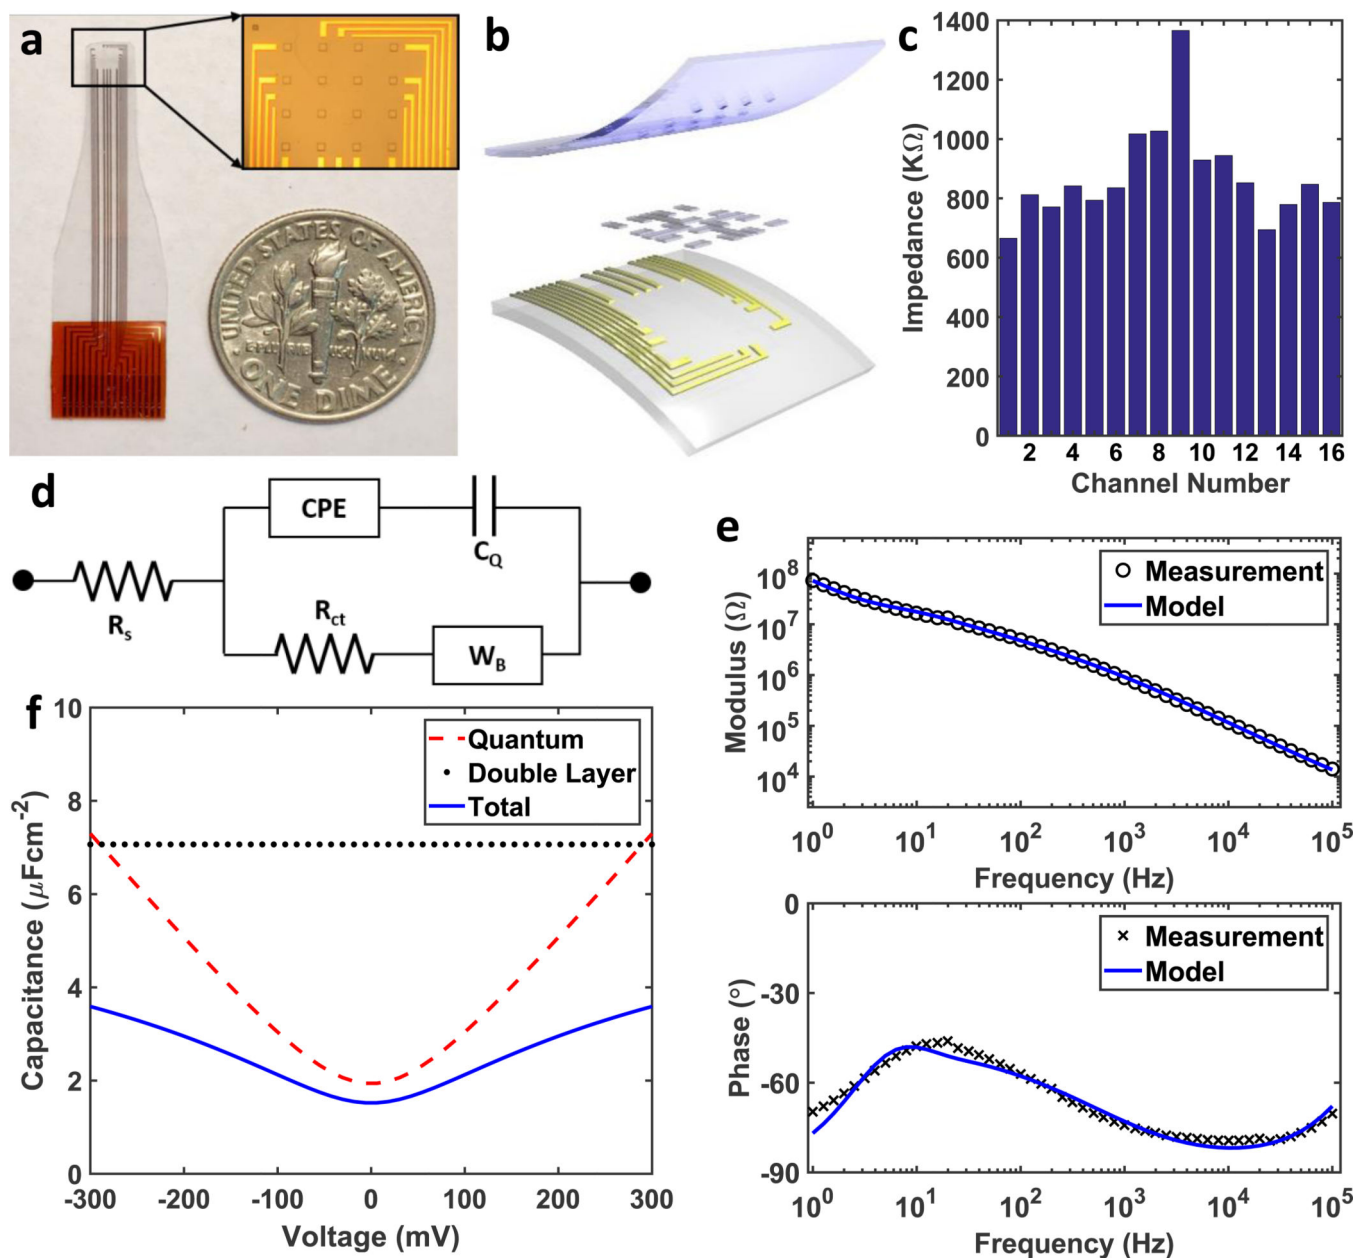 a
UNITED STATES OF AMERICA
E·PLURIBUS UNUM
ONE DIME
b
c
1400
1200
1000
800
600
400
200
0
Impedance (KΩ)
2 4 6 8 10 12 14 16
Channel Number
d
CPE
C_Q
R_s
R_ct
W_B
e
10^8
10^7
10^6
10^5
10^4
Modulus (Ω)
Measurement
Model
10^0 10^1 10^2 10^3 10^4 10^5
Frequency (Hz)
f
10
8
6
4
2
0
Capacitance (μFcm^-2)
Quantum
Double Layer
Total
-300 -200 -100 0 100 200 300
Voltage (mV)
0
-30
-60
-90
Phase (°)
Measurement
Model
10^0 10^1 10^2 10^3 10^4 10^5
Frequency (Hz)